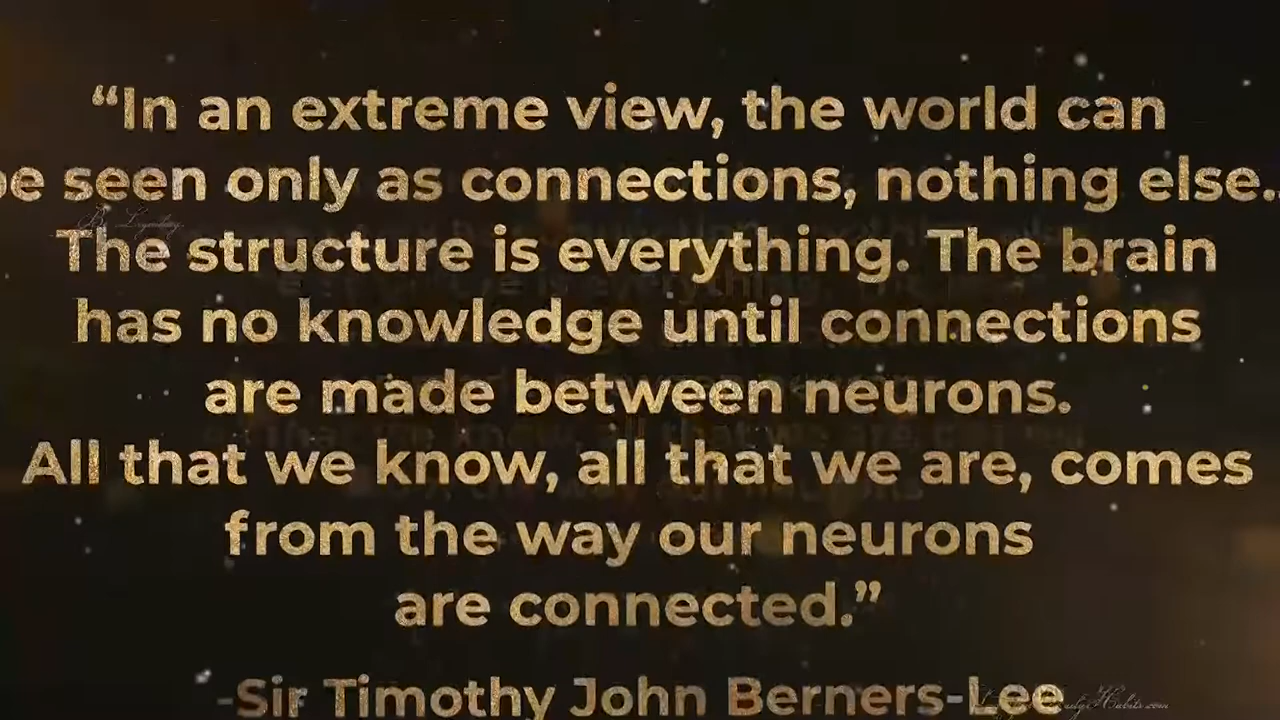 “In an extreme view, the world can
be seen only as connections, nothing else.
The structure is everything. The brain
has no knowledge until connections
are made between neurons.
All that we know, all that we are, comes
from the way our neurons
are connected.”
-Sir Timothy John Berners-Lee